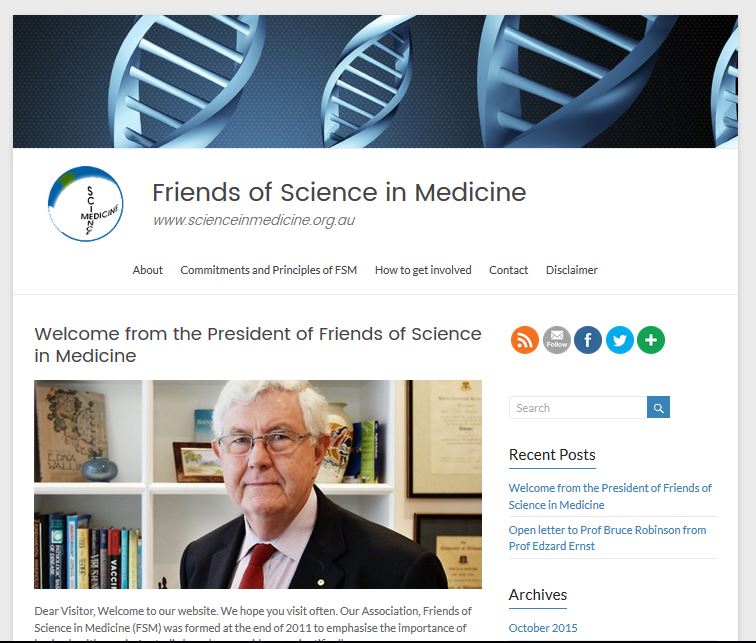 SCIENCE
MEDICINE
Friends of Science in Medicine
www.scienceinmedicine.org.au
About Commitments and Principles of FSM How to get involved Contact Disclaimer
Welcome from the President of Friends of Science
in Medicine
Follow
Search
Recent Posts
Welcome from the President of Friends of
Science in Medicine
Open letter to Prof Bruce Robinson from
Prof Edzard Ernst
Archives
October 2015
EDNA
WALLIN
VACCINE
Dear Visitor, Welcome to our website. We hope you visit often. Our Association, Friends of
Science in Medicine (FSM) was formed at the end of 2011 to emphasise the importance of